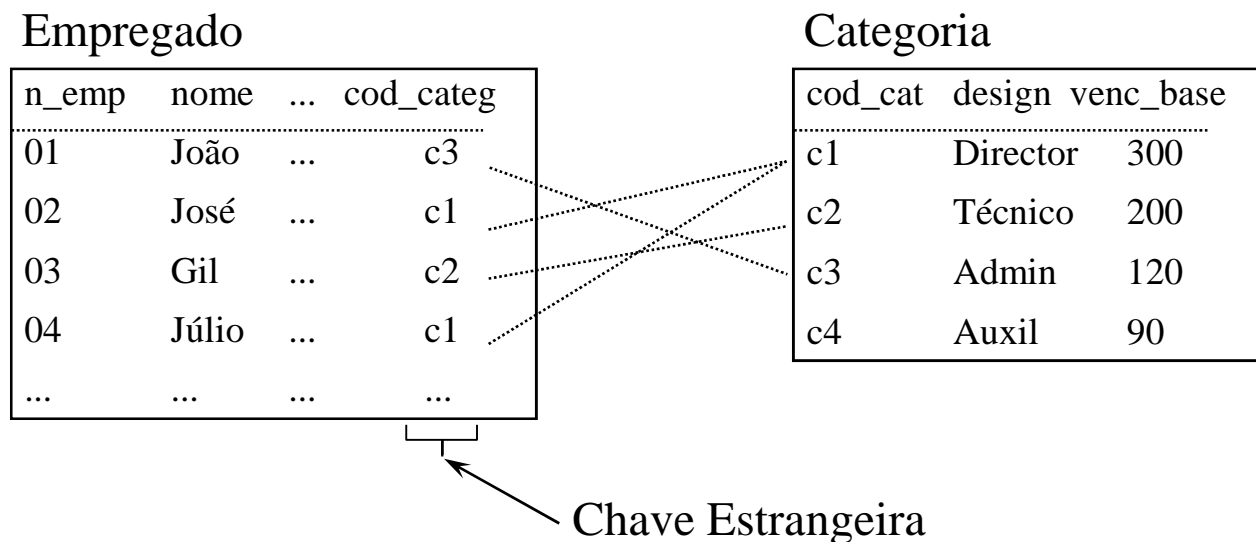 Empregado
n_emp nome ... cod_categ
01 João ... c3
02 José ... c1
03 Gil ... c2
04 Júlio ... c1
... ... ... ...
Categoria
cod_cat design venc_base
c1 Director 300
c2 Técnico 200
c3 Admin 120
c4 Auxil 90
Chave Estrangeira